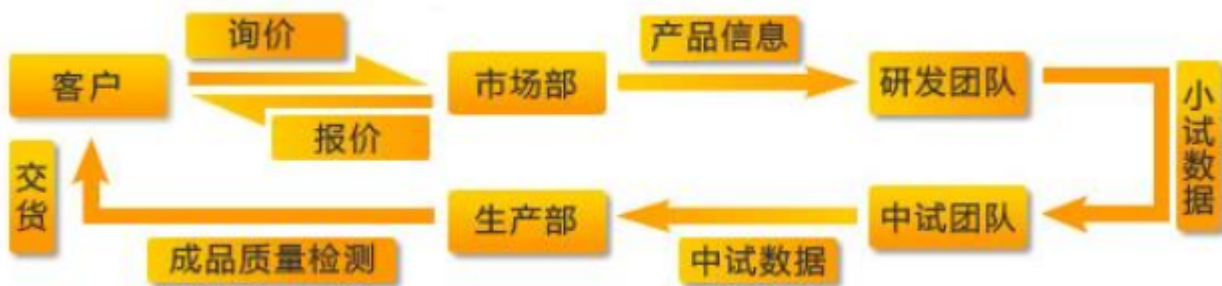 询价
产品信息
客户
市场部
研发团队
报价
小试数据
交货
生产部
中试团队
成品质量检测
中试数据